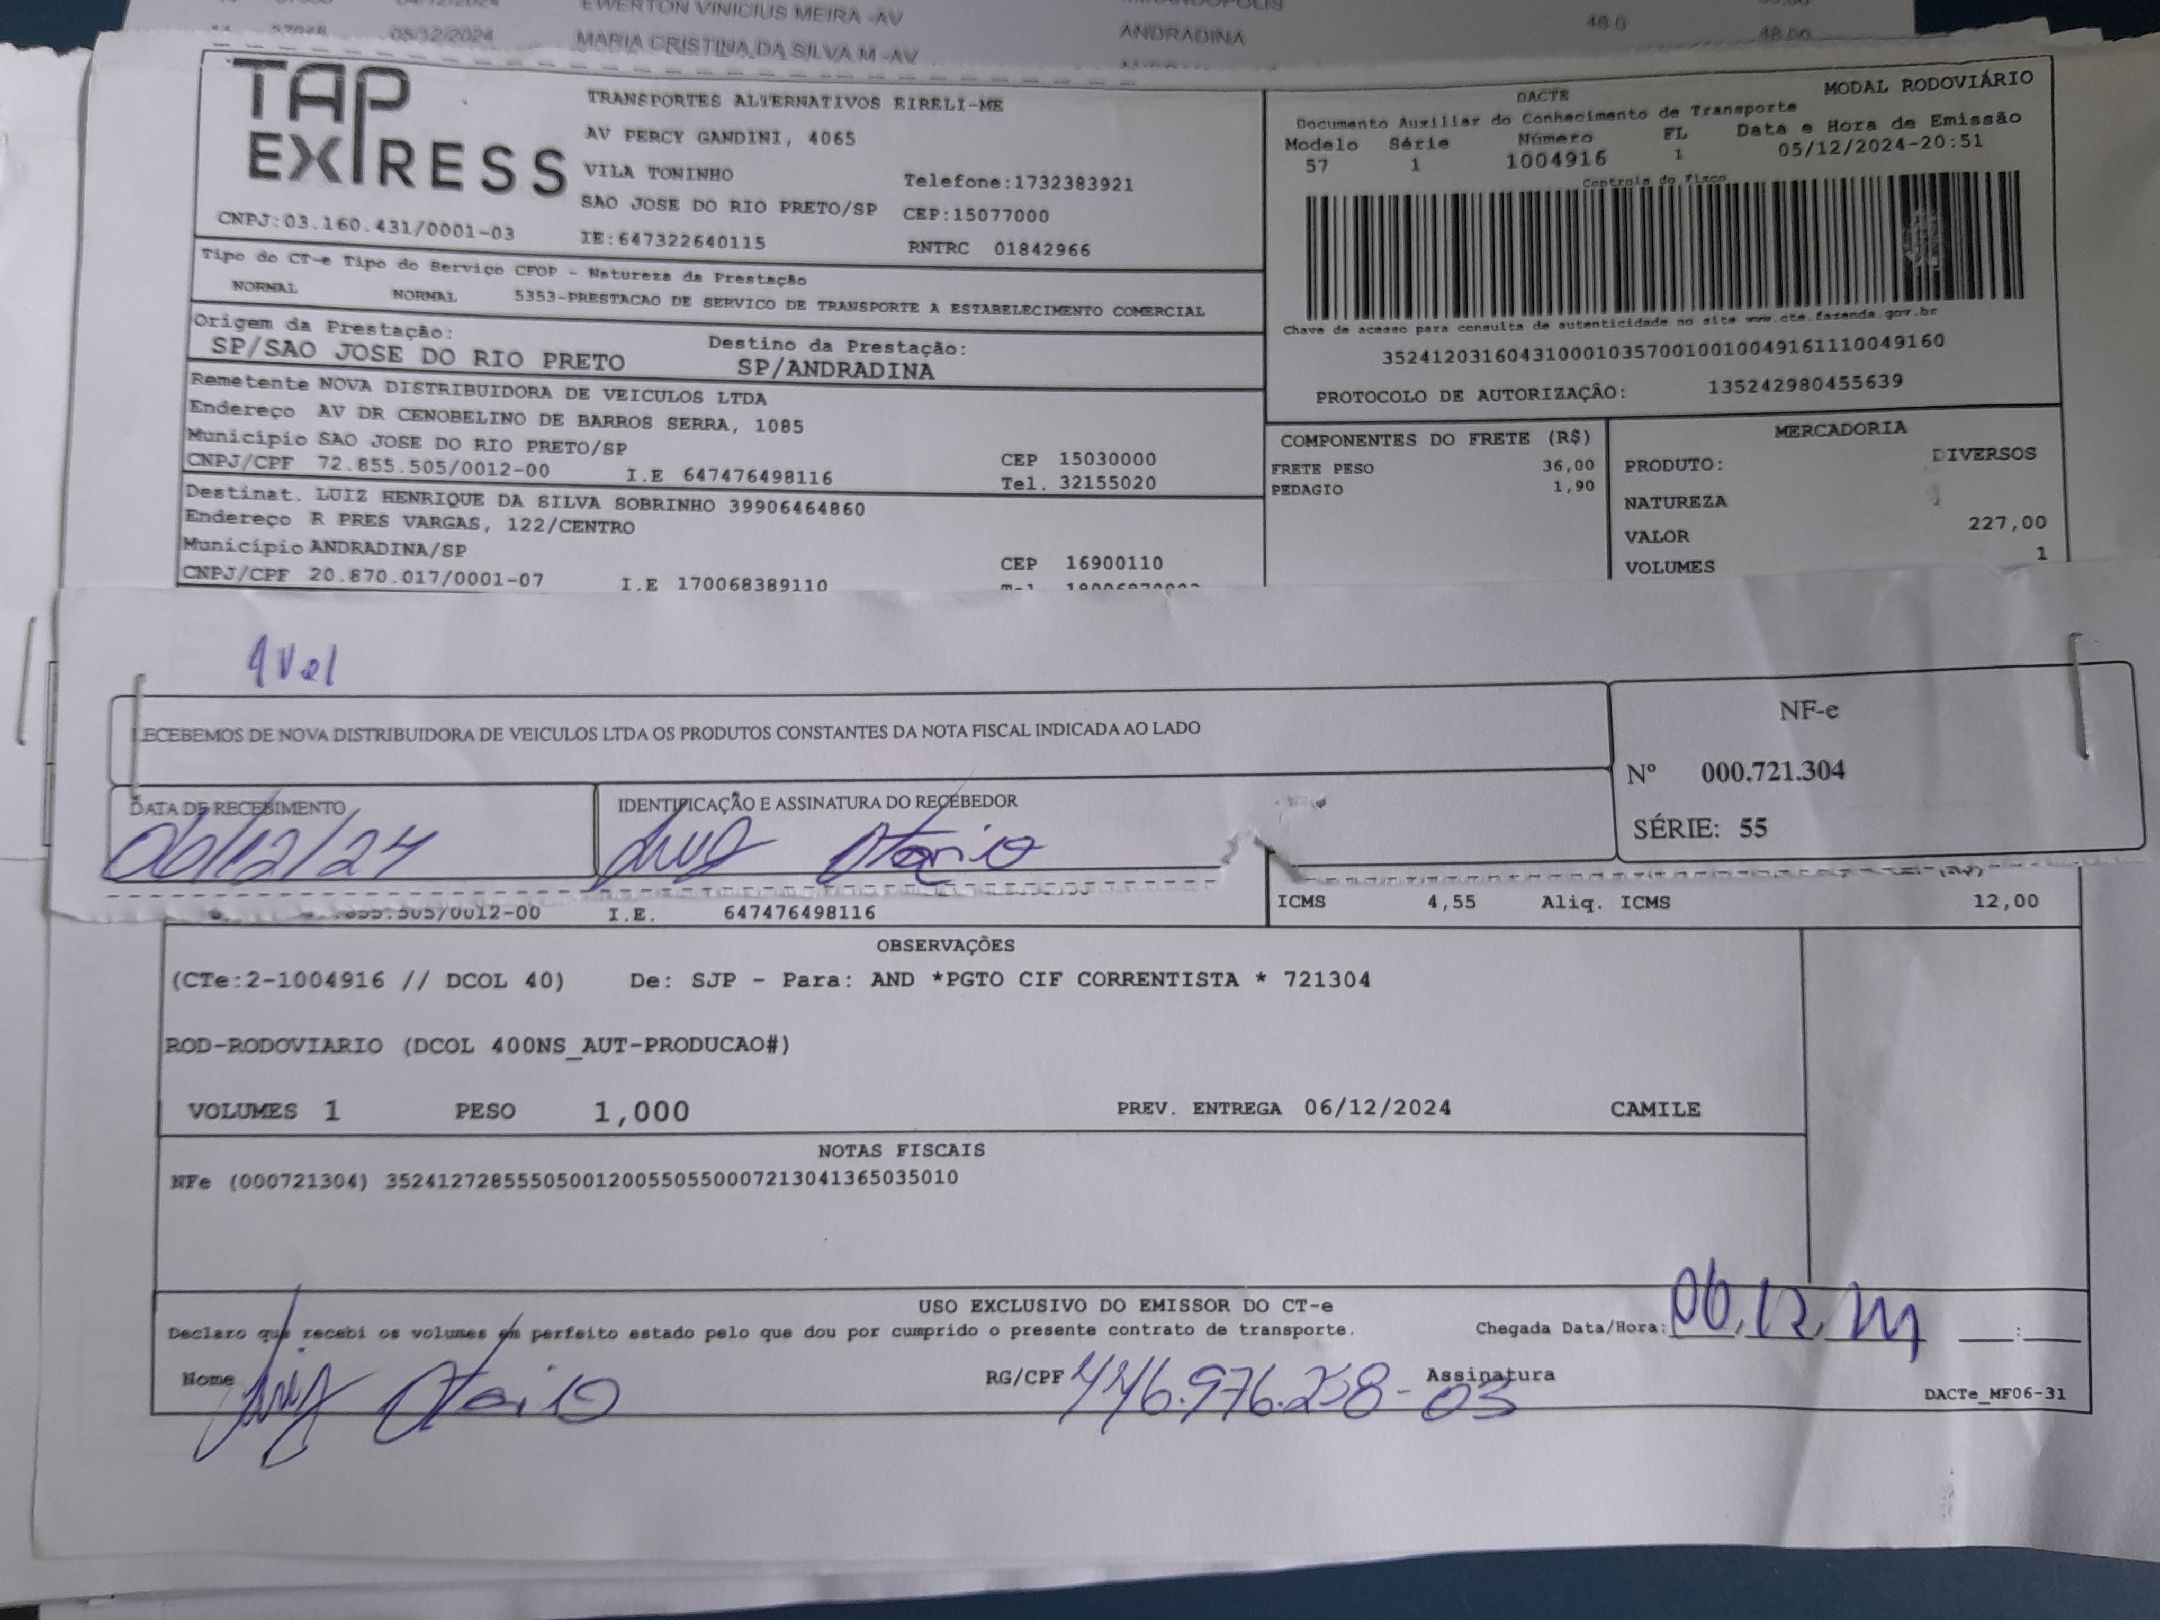 EWERTON VINICIUS MEIRA -AV
05/12/2024 MARIA CRISTINA DA SILVA M -AV ANDRADINA 48.0 48.00
TAP EXPRESS
TRANSPORTES ALTERNATIVOS EIRELI-ME
AV PERCY GANDINI, 4065
VILA TONINHO Telefone:1732383921
SAO JOSE DO RIO PRETO/SP CEP:15077000
CNPJ:03.160.431/0001-03 IE:647322640115 RNTRC 01842966
DACTE MODAL RODOVIÁRIO
Documento Auxiliar do Conhecimento de Transporte
Modelo Série Número FL Data e Hora de Emissão
57 1 1004916 1 05/12/2024-20:51
Controle do Fisco
Chave de acesso para consulta de autenticidade no site www.cte.fazenda.gov.br
35241203160431000103570010010049161110049160
PROTOCOLO DE AUTORIZAÇÃO: 135242980455639
Tipo do CT-e Tipo do Serviço CFOP - Natureza da Prestação
NORMAL NORMAL 5353-PRESTACAO DE SERVICO DE TRANSPORTE A ESTABELECIMENTO COMERCIAL
Origem da Prestação: Destino da Prestação:
SP/SAO JOSE DO RIO PRETO SP/ANDRADINA
Remetente NOVA DISTRIBUIDORA DE VEICULOS LTDA
Endereço AV DR CENOBELINO DE BARROS SERRA, 1085
Município SAO JOSE DO RIO PRETO/SP CEP 15030000
CNPJ/CPF 72.855.505/0012-00 I.E 647476498116 Tel. 32155020
Destinat. LUIZ HENRIQUE DA SILVA SOBRINHO 39906464860
Endereço R PRES VARGAS, 122/CENTRO
Município ANDRADINA/SP CEP 16900110
CNPJ/CPF 20.870.017/0001-07 I.E 170068389110
COMPONENTES DO FRETE (R$)
FRETE PESO 36,00
PEDAGIO 1,90
MERCADORIA
PRODUTO: DIVERSOS
NATUREZA
VALOR 227,00
VOLUMES 1
1 Vol
RECEBEMOS DE NOVA DISTRIBUIDORA DE VEICULOS LTDA OS PRODUTOS CONSTANTES DA NOTA FISCAL INDICADA AO LADO
NF-e
Nº 000.721.304
SÉRIE: 55
DATA DE RECEBIMENTO IDENTIFICAÇÃO E ASSINATURA DO RECEBEDOR
06/12/24 Luiz Otavio
.855.505/0012-00 I.E. 647476498116 ICMS 4,55 Aliq. ICMS 12,00
OBSERVAÇÕES
(CTe:2-1004916 // DCOL 40) De: SJP - Para: AND *PGTO CIF CORRENTISTA * 721304
ROD-RODOVIARIO (DCOL 400NS_AUT-PRODUCAO#)
VOLUMES 1 PESO 1,000 PREV. ENTREGA 06/12/2024 CAMILE
NOTAS FISCAIS
NFe (000721304) 35241272855505001200550550007213041365035010
USO EXCLUSIVO DO EMISSOR DO CT-e
Declaro que recebi os volumes em perfeito estado pelo que dou por cumprido o presente contrato de transporte. Chegada Data/Hora: 06,12,24 :
Nome Luiz Otavio RG/CPF 446.976.258-03 Assinatura
DACTe_MF06-31